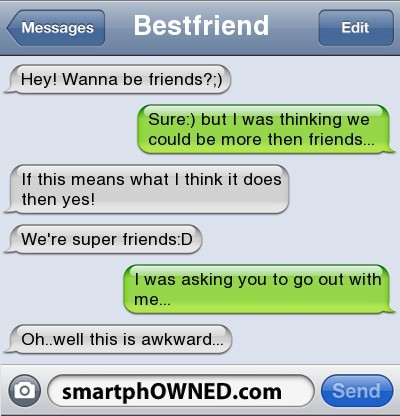 Messages
Bestfriend
Edit
Hey! Wanna be friends?;)
Sure:) but I was thinking we
could be more then friends...
If this means what I think it does
then yes!
We're super friends:D
I was asking you to go out with
me...
Oh..well this is awkward...
smartphOWNED.com
Send